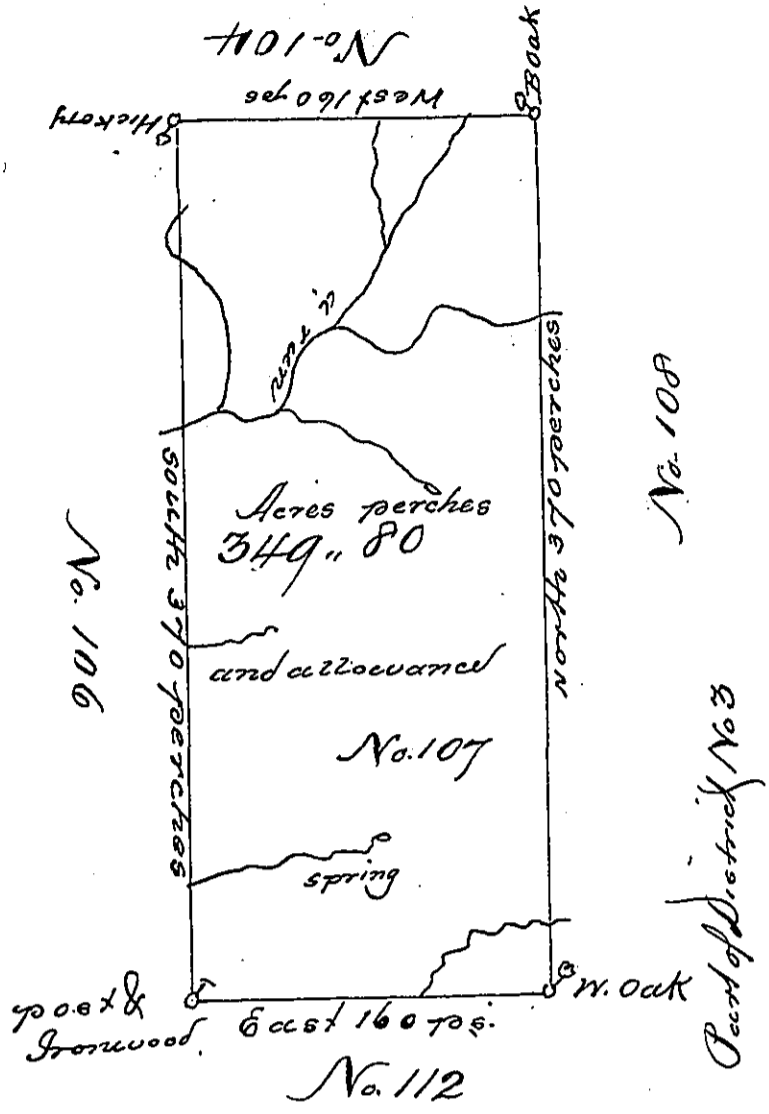 No. 104
West 160 ps
Hickory
B Oak
run
South 370 perches
North 370 perches
No. 108
Acres perches
349,, 80
No. 106
and allowance
No. 107
spring
Part of District No 3
post &
Ironwood
East 160 ps.
W. Oak
No. 112